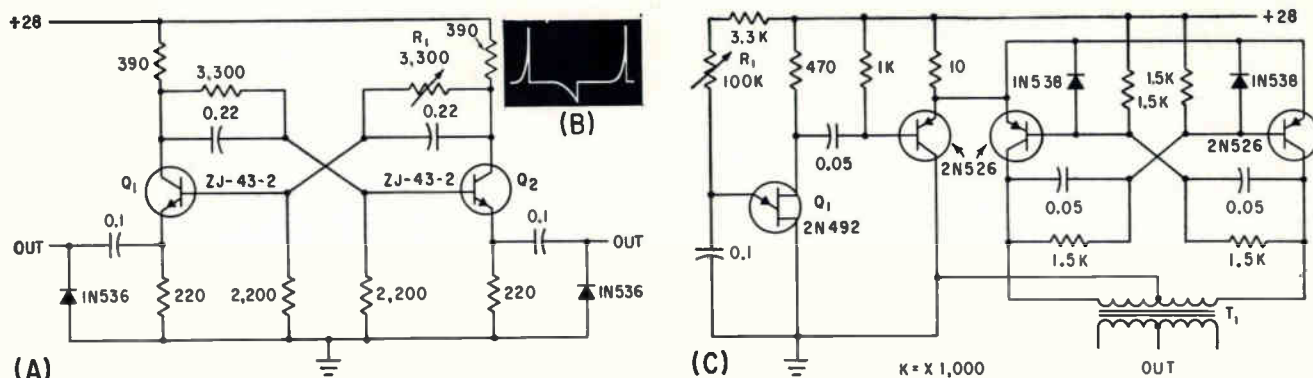 +28
390
3,300
0.22
R1
3,300
390
0.22
Q1
ZJ-43-2
ZJ-43-2
Q2
0.1
OUT
0.1
OUT
1N536
220
2,200
2,200
220
1N536
(A)
(B)
+28
3.3K
R1
100K
470
1K
10
1N538
1.5K
1.5K
1N538
0.05
2N526
2N526
Q1
2N492
0.1
0.05
0.05
1.5K
1.5K
T1
(C)
K = X 1,000
OUT